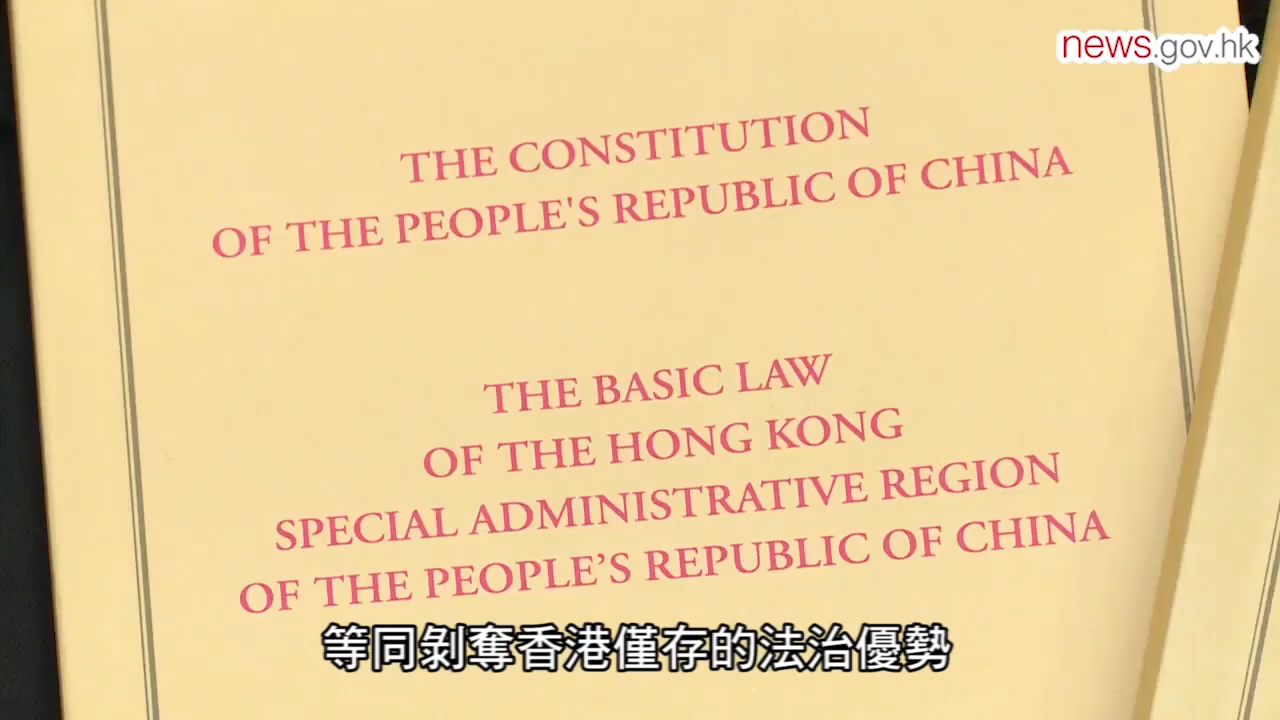 news.gov.hk
THE CONSTITUTION
OF THE PEOPLE'S REPUBLIC OF CHINA
THE BASIC LAW
OF THE HONG KONG
SPECIAL ADMINISTRATIVE REGION
OF THE PEOPLE’S REPUBLIC OF CHINA
等同剝奪香港僅存的法治優勢